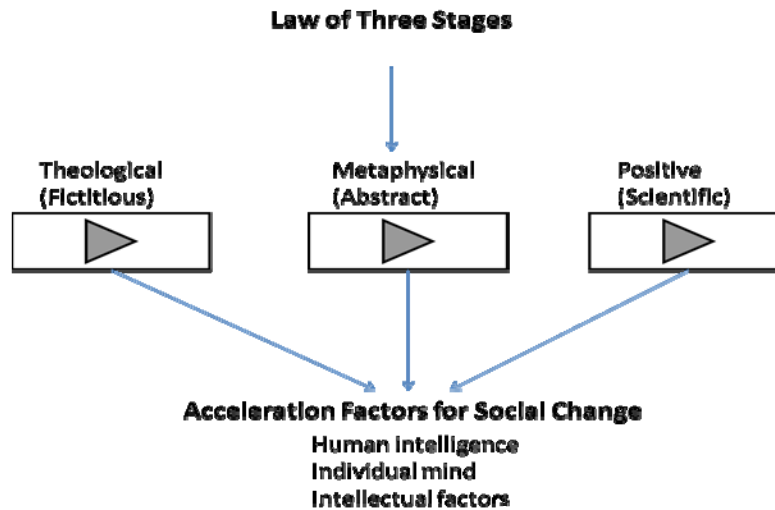 Law of Three Stages
Theological
(Fictitious)
Metaphysical
(Abstract)
Positive
(Scientific)
Acceleration Factors for Social Change
Human intelligence
Individual mind
Intellectual factors